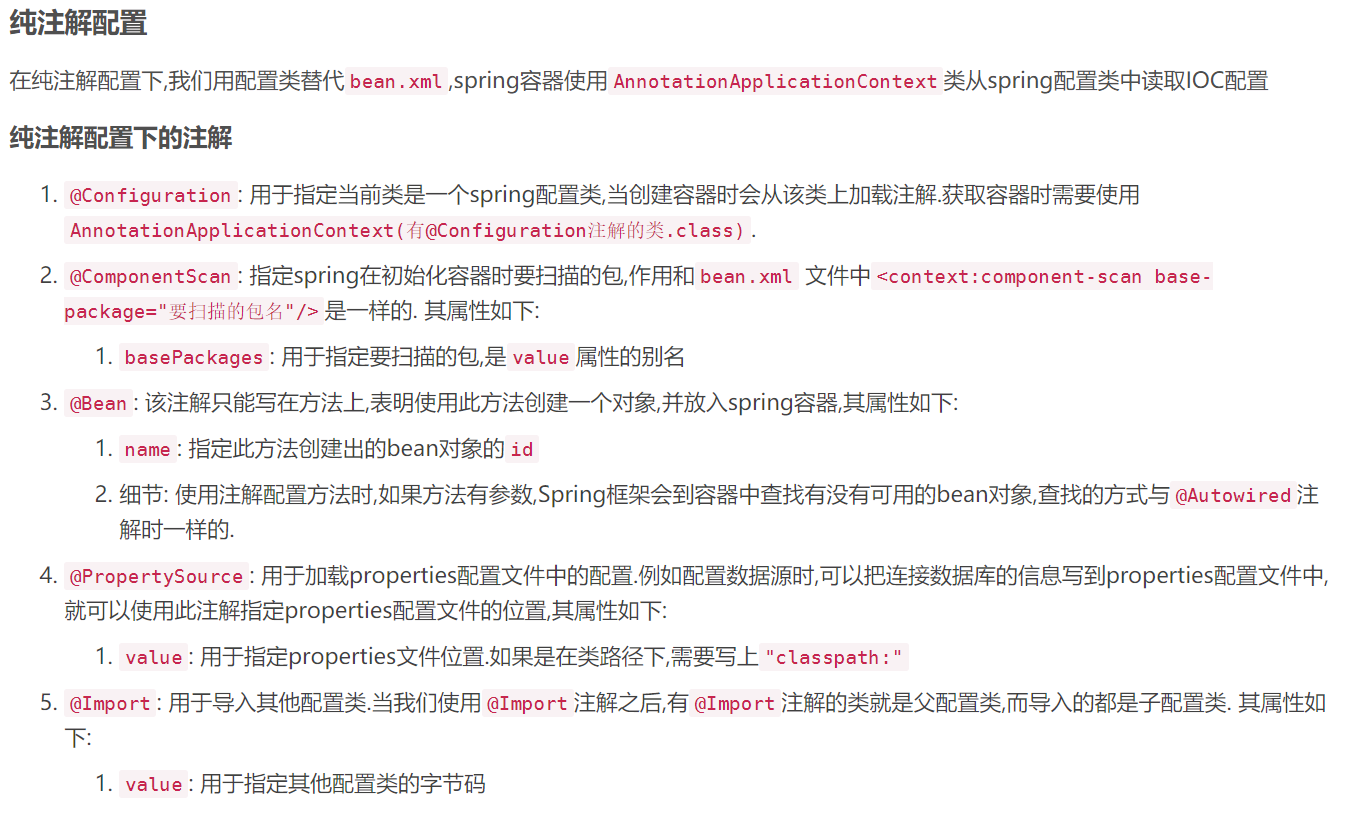 纯注解配置
在纯注解配置下,我们用配置类替代 bean.xml ,spring容器使用 AnnotationApplicationContext 类从spring配置类中读取IOC配置
纯注解配置下的注解
1. @Configuration : 用于指定当前类是一个spring配置类,当创建容器时会从该类上加载注解.获取容器时需要使用
AnnotationApplicationContext(有@Configuration注解的类.class) .
2. @ComponentScan : 指定spring在初始化容器时要扫描的包,作用和 bean.xml 文件中 <context:component-scan base-
package="要扫描的包名"/> 是一样的. 其属性如下:
1. basePackages : 用于指定要扫描的包,是 value 属性的别名
3. @Bean : 该注解只能写在方法上,表明使用此方法创建一个对象,并放入spring容器,其属性如下:
1. name : 指定此方法创建出的bean对象的 id
2. 细节: 使用注解配置方法时,如果方法有参数,Spring框架会到容器中查找有没有可用的bean对象,查找的方式与 @Autowired 注
解时一样的.
4. @PropertySource : 用于加载properties配置文件中的配置.例如配置数据源时,可以把连接数据库的信息写到properties配置文件中,
就可以使用此注解指定properties配置文件的位置,其属性如下:
1. value : 用于指定properties文件位置.如果是在类路径下,需要写上 "classpath:"
5. @Import : 用于导入其他配置类.当我们使用 @Import 注解之后,有 @Import 注解的类就是父配置类,而导入的都是子配置类. 其属性如
下:
1. value : 用于指定其他配置类的字节码